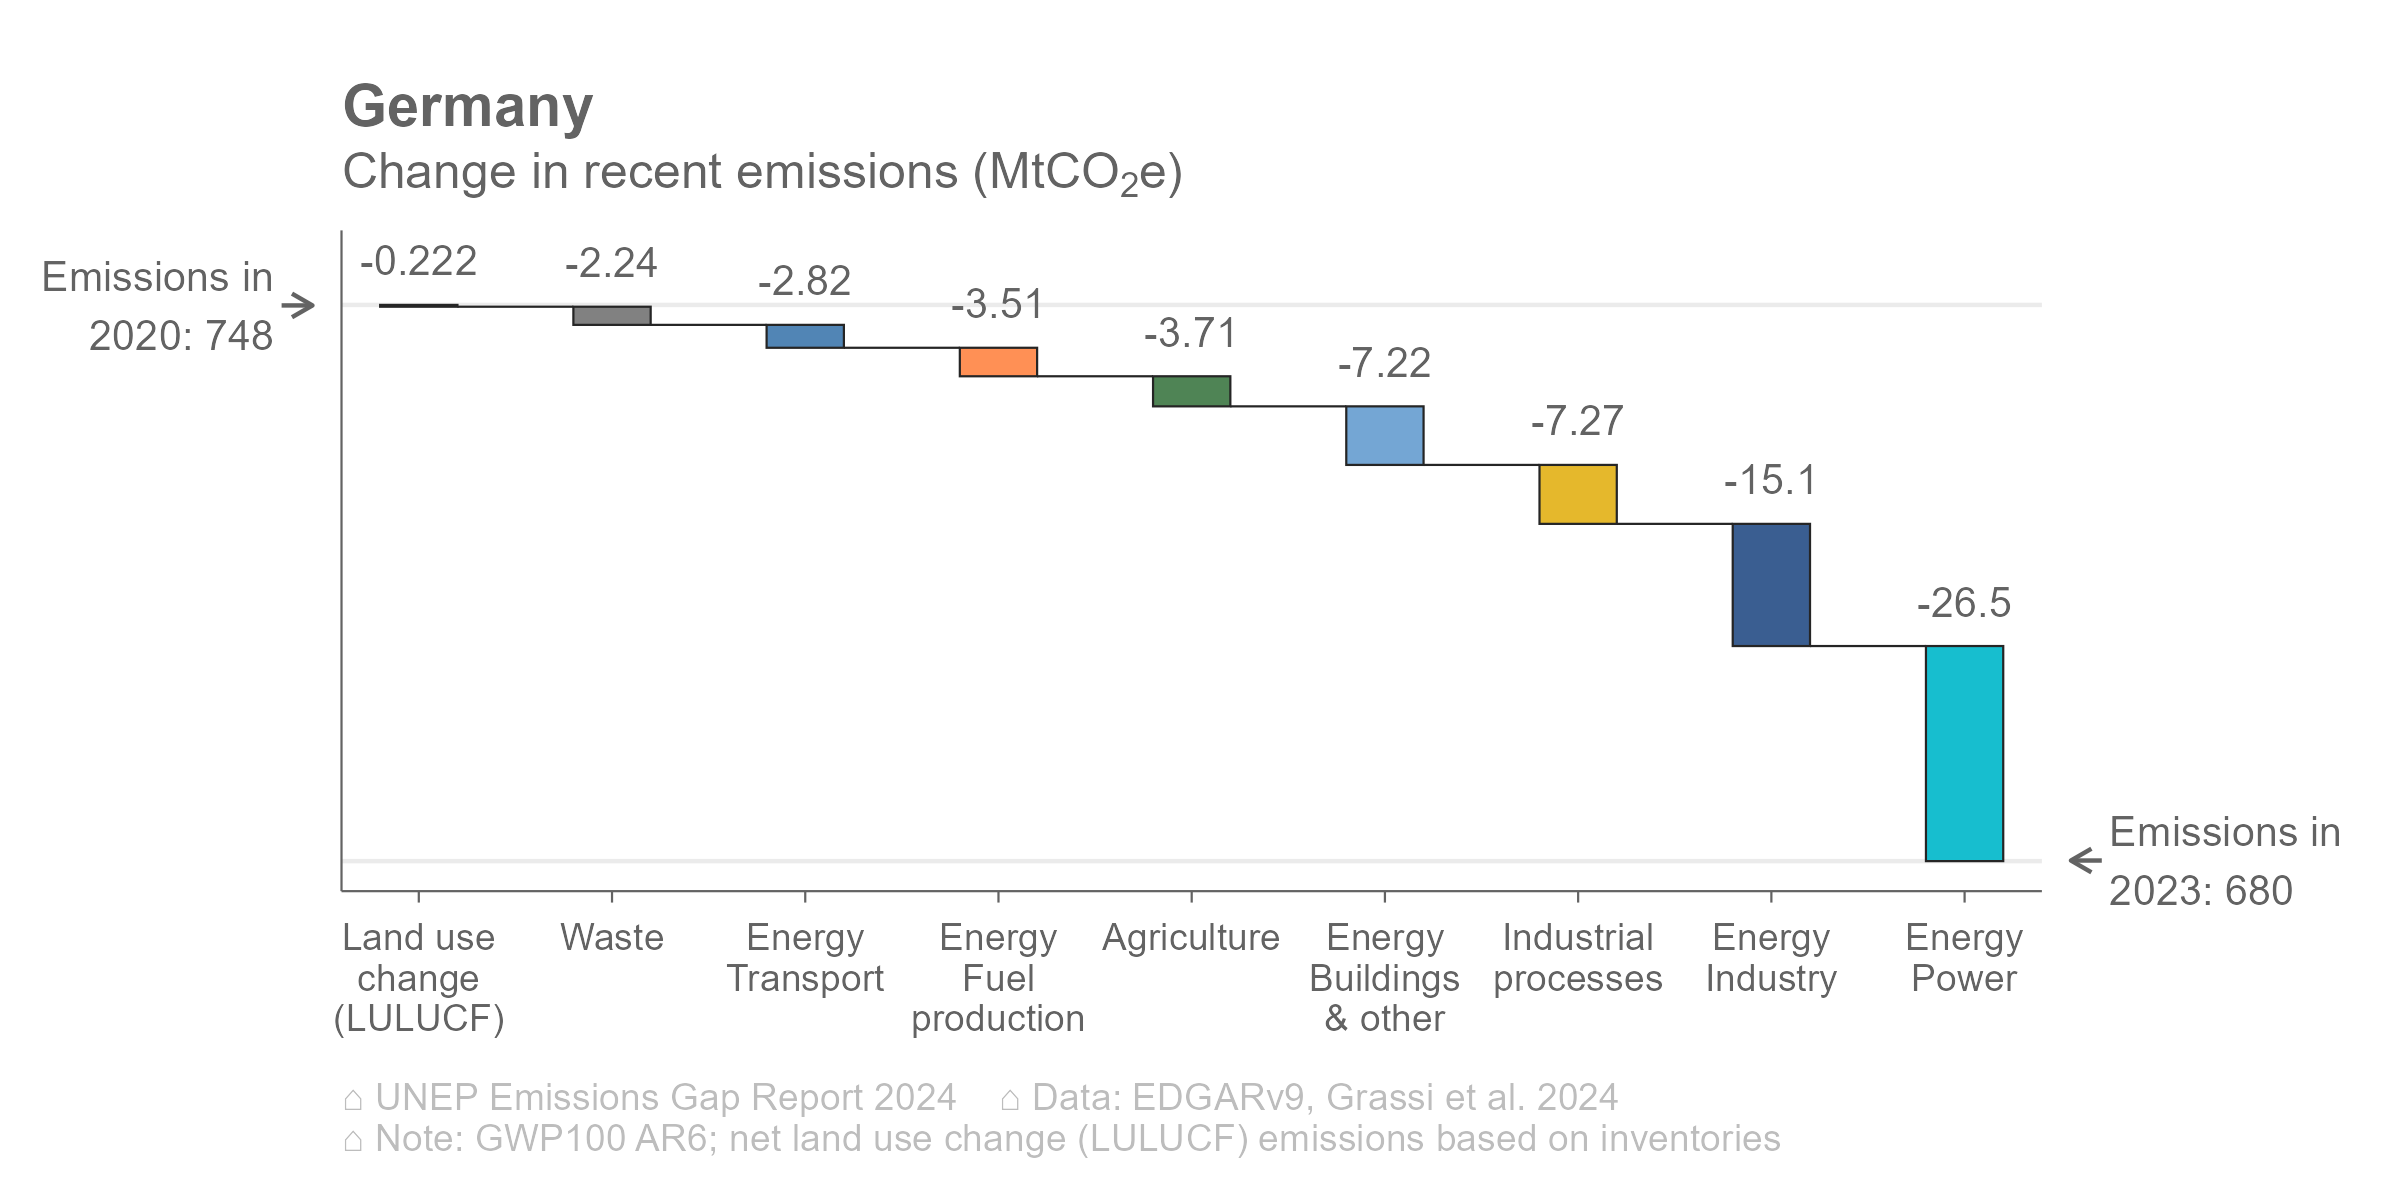 Germany
Change in recent emissions (MtCO₂e)
Emissions in
2020: 748
-0.222
-2.24
-2.82
-3.51
-3.71
-7.22
-7.27
-15.1
-26.5
Emissions in
2023: 680
Land use
change
(LULUCF)
Waste
Energy
Transport
Energy
Fuel
production
Agriculture
Energy
Buildings
& other
Industrial
processes
Energy
Industry
Energy
Power
⌂ UNEP Emissions Gap Report 2024 ⌂ Data: EDGARv9, Grassi et al. 2024
⌂ Note: GWP100 AR6; net land use change (LULUCF) emissions based on inventories